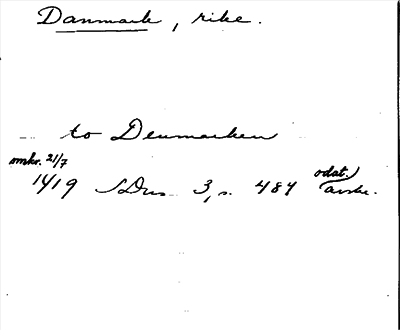 Danmark, rike.
to Denmarken
omkr. 21/7
1419 SDns 3, s. 484 odat. avskr.